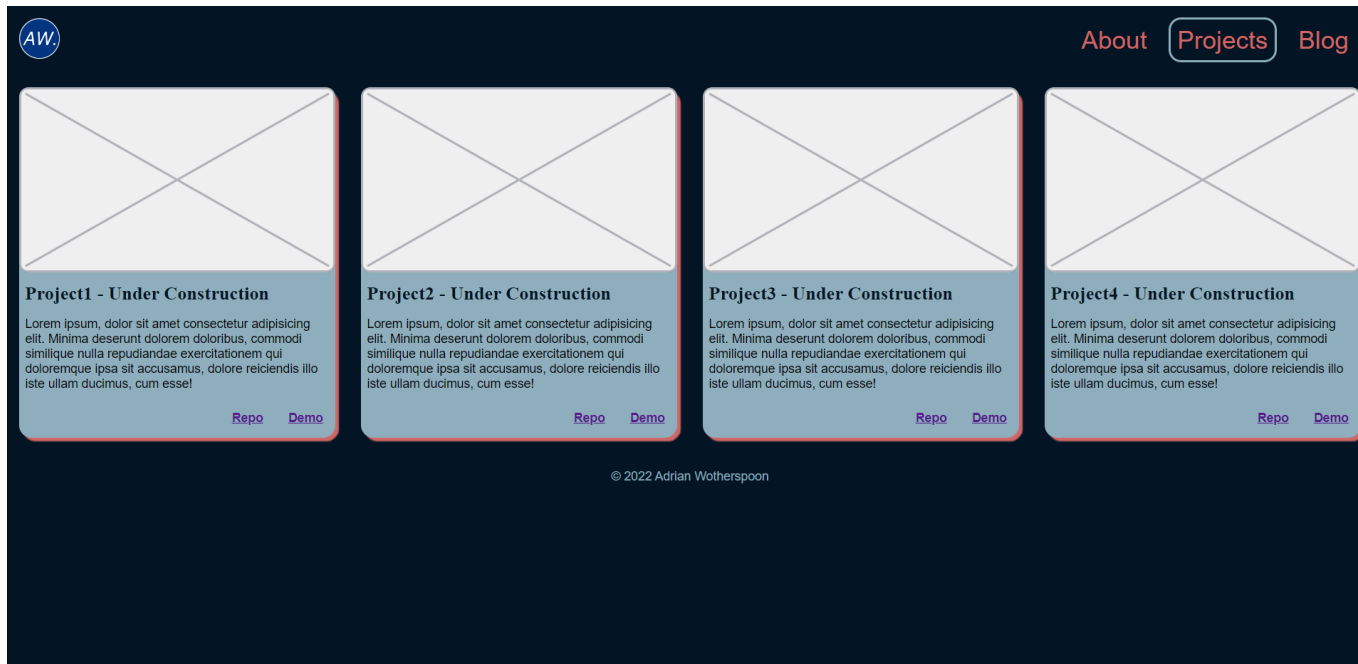 AW.
About Projects Blog
Project1 - Under Construction
Lorem ipsum, dolor sit amet consectetur adipisicing
elit. Minima deserunt dolorem doloribus, commodi
similique nulla repudiandae exercitationem qui
doloremque ipsa sit accusamus, dolore reiciendis illo
iste ullam ducimus, cum esse!
Repo Demo
Project2 - Under Construction
Lorem ipsum, dolor sit amet consectetur adipisicing
elit. Minima deserunt dolorem doloribus, commodi
similique nulla repudiandae exercitationem qui
doloremque ipsa sit accusamus, dolore reiciendis illo
iste ullam ducimus, cum esse!
Repo Demo
Project3 - Under Construction
Lorem ipsum, dolor sit amet consectetur adipisicing
elit. Minima deserunt dolorem doloribus, commodi
similique nulla repudiandae exercitationem qui
doloremque ipsa sit accusamus, dolore reiciendis illo
iste ullam ducimus, cum esse!
Repo Demo
Project4 - Under Construction
Lorem ipsum, dolor sit amet consectetur adipisicing
elit. Minima deserunt dolorem doloribus, commodi
similique nulla repudiandae exercitationem qui
doloremque ipsa sit accusamus, dolore reiciendis illo
iste ullam ducimus, cum esse!
Repo Demo
© 2022 Adrian Wotherspoon